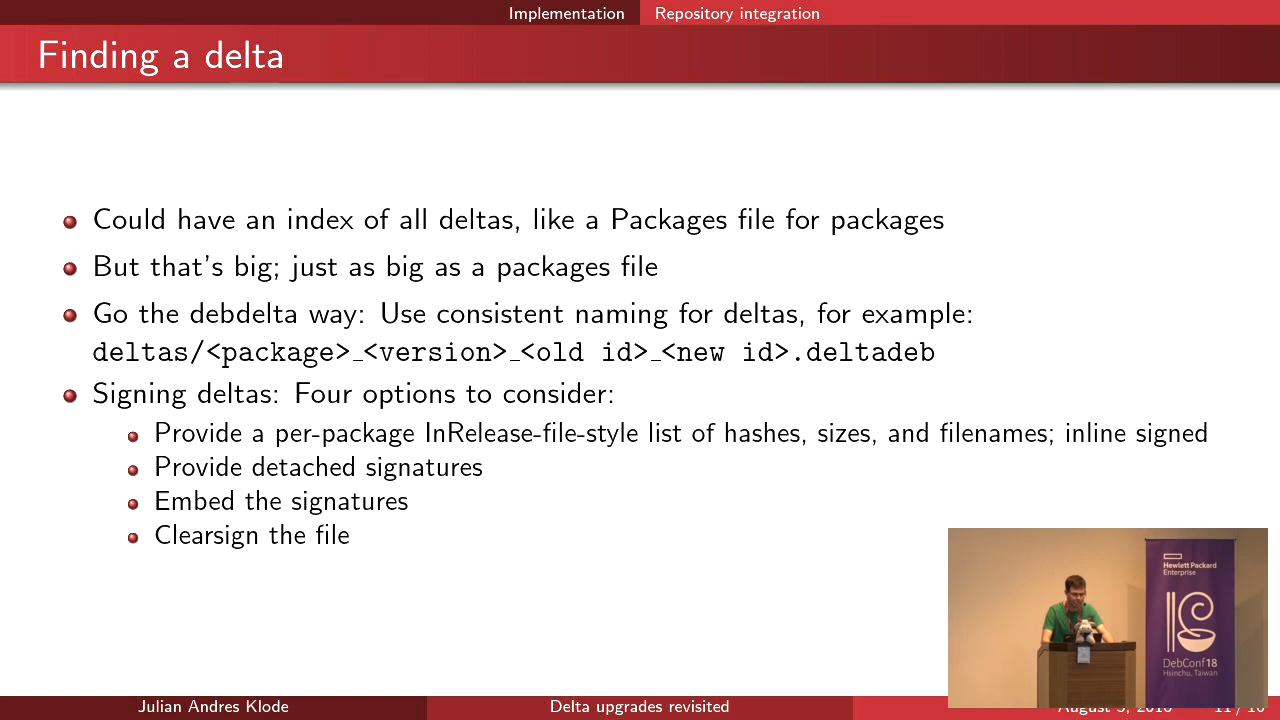 Implementation
Repository integration
Finding a delta
Could have an index of all deltas, like a Packages file for packages
But that's big; just as big as a packages file
Go the debdelta way: Use consistent naming for deltas, for example:
deltas/<package>_<version>_<old id>_<new id>.deltadeb
Signing deltas: Four options to consider:
Provide a per-package InRelease-file-style list of hashes, sizes, and filenames; inline signed
Provide detached signatures
Embed the signatures
Clearsign the file
Hewlett Packard
Enterprise
DebConf18
Hsinchu, Taiwan
Julian Andres Klode
Delta upgrades revisited